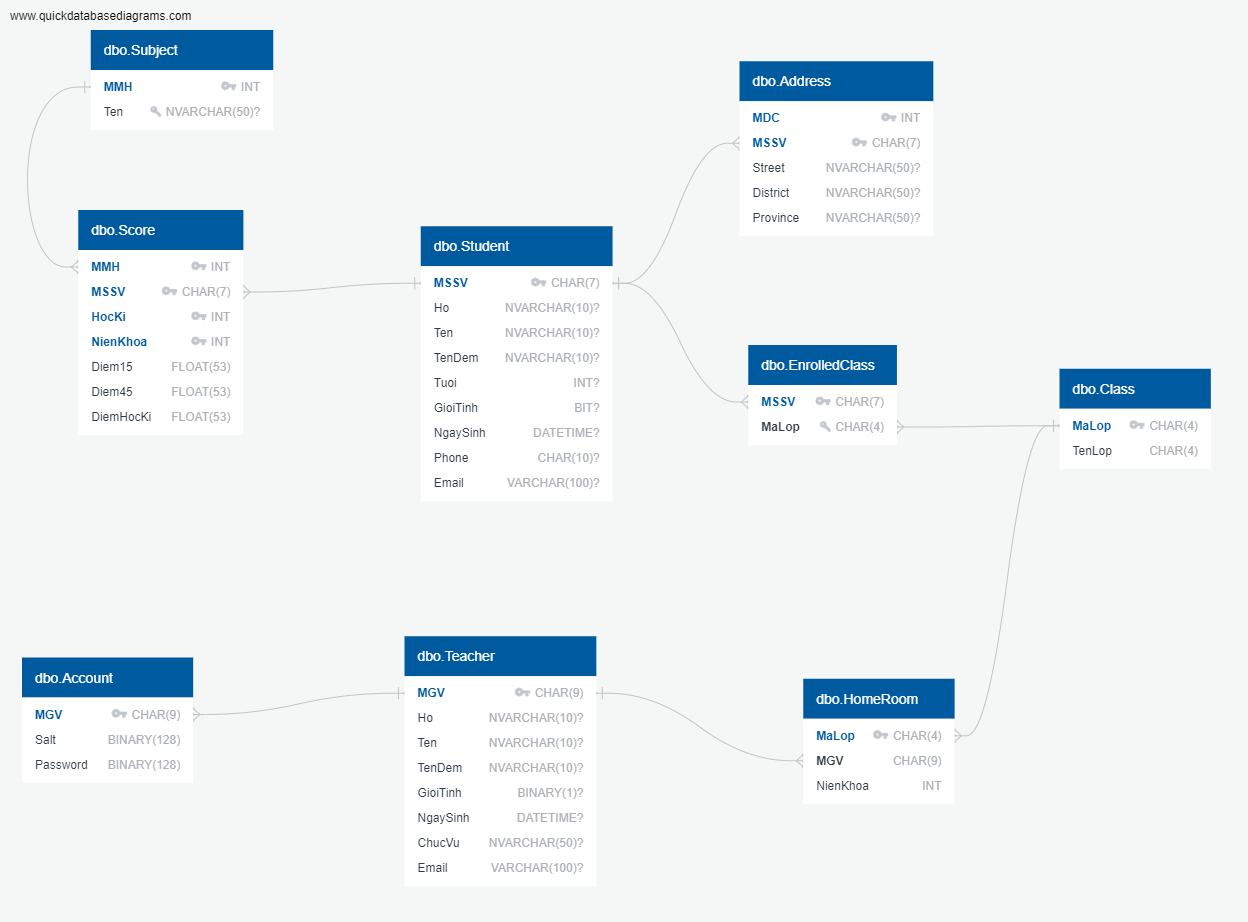 www.quickdatabasediagrams.com
dbo.Subject
MMH INT
Ten NVARCHAR(50)?
dbo.Address
MDC INT
MSSV CHAR(7)
Street NVARCHAR(50)?
District NVARCHAR(50)?
Province NVARCHAR(50)?
dbo.Score
MMH INT
MSSV CHAR(7)
HocKi INT
NienKhoa INT
Diem15 FLOAT(53)
Diem45 FLOAT(53)
DiemHocKi FLOAT(53)
dbo.Student
MSSV CHAR(7)
Ho NVARCHAR(10)?
Ten NVARCHAR(10)?
TenDem NVARCHAR(10)?
Tuoi INT?
GioiTinh BIT?
NgaySinh DATETIME?
Phone CHAR(10)?
Email VARCHAR(100)?
dbo.EnrolledClass
MSSV CHAR(7)
MaLop CHAR(4)
dbo.Class
MaLop CHAR(4)
TenLop CHAR(4)
dbo.Account
MGV CHAR(9)
Salt BINARY(128)
Password BINARY(128)
dbo.Teacher
MGV CHAR(9)
Ho NVARCHAR(10)?
Ten NVARCHAR(10)?
TenDem NVARCHAR(10)?
GioiTinh BINARY(1)?
NgaySinh DATETIME?
ChucVu NVARCHAR(50)?
Email VARCHAR(100)?
dbo.HomeRoom
MaLop CHAR(4)
MGV CHAR(9)
NienKhoa INT